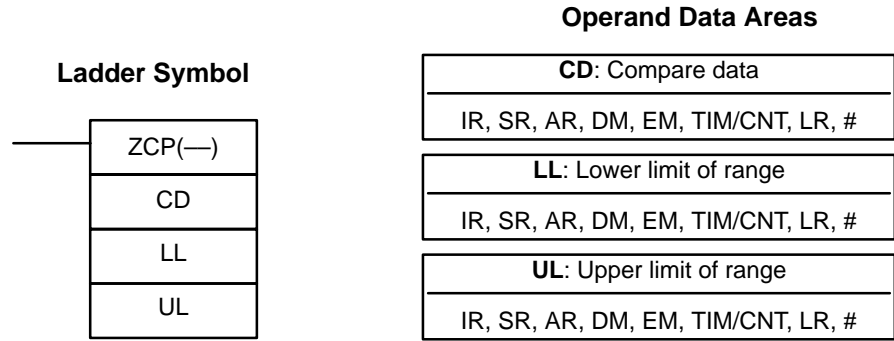 Ladder Symbol
ZCP(—)
CD
LL
UL
Operand Data Areas
CD: Compare data
IR, SR, AR, DM, EM, TIM/CNT, LR, #
LL: Lower limit of range
IR, SR, AR, DM, EM, TIM/CNT, LR, #
UL: Upper limit of range
IR, SR, AR, DM, EM, TIM/CNT, LR, #